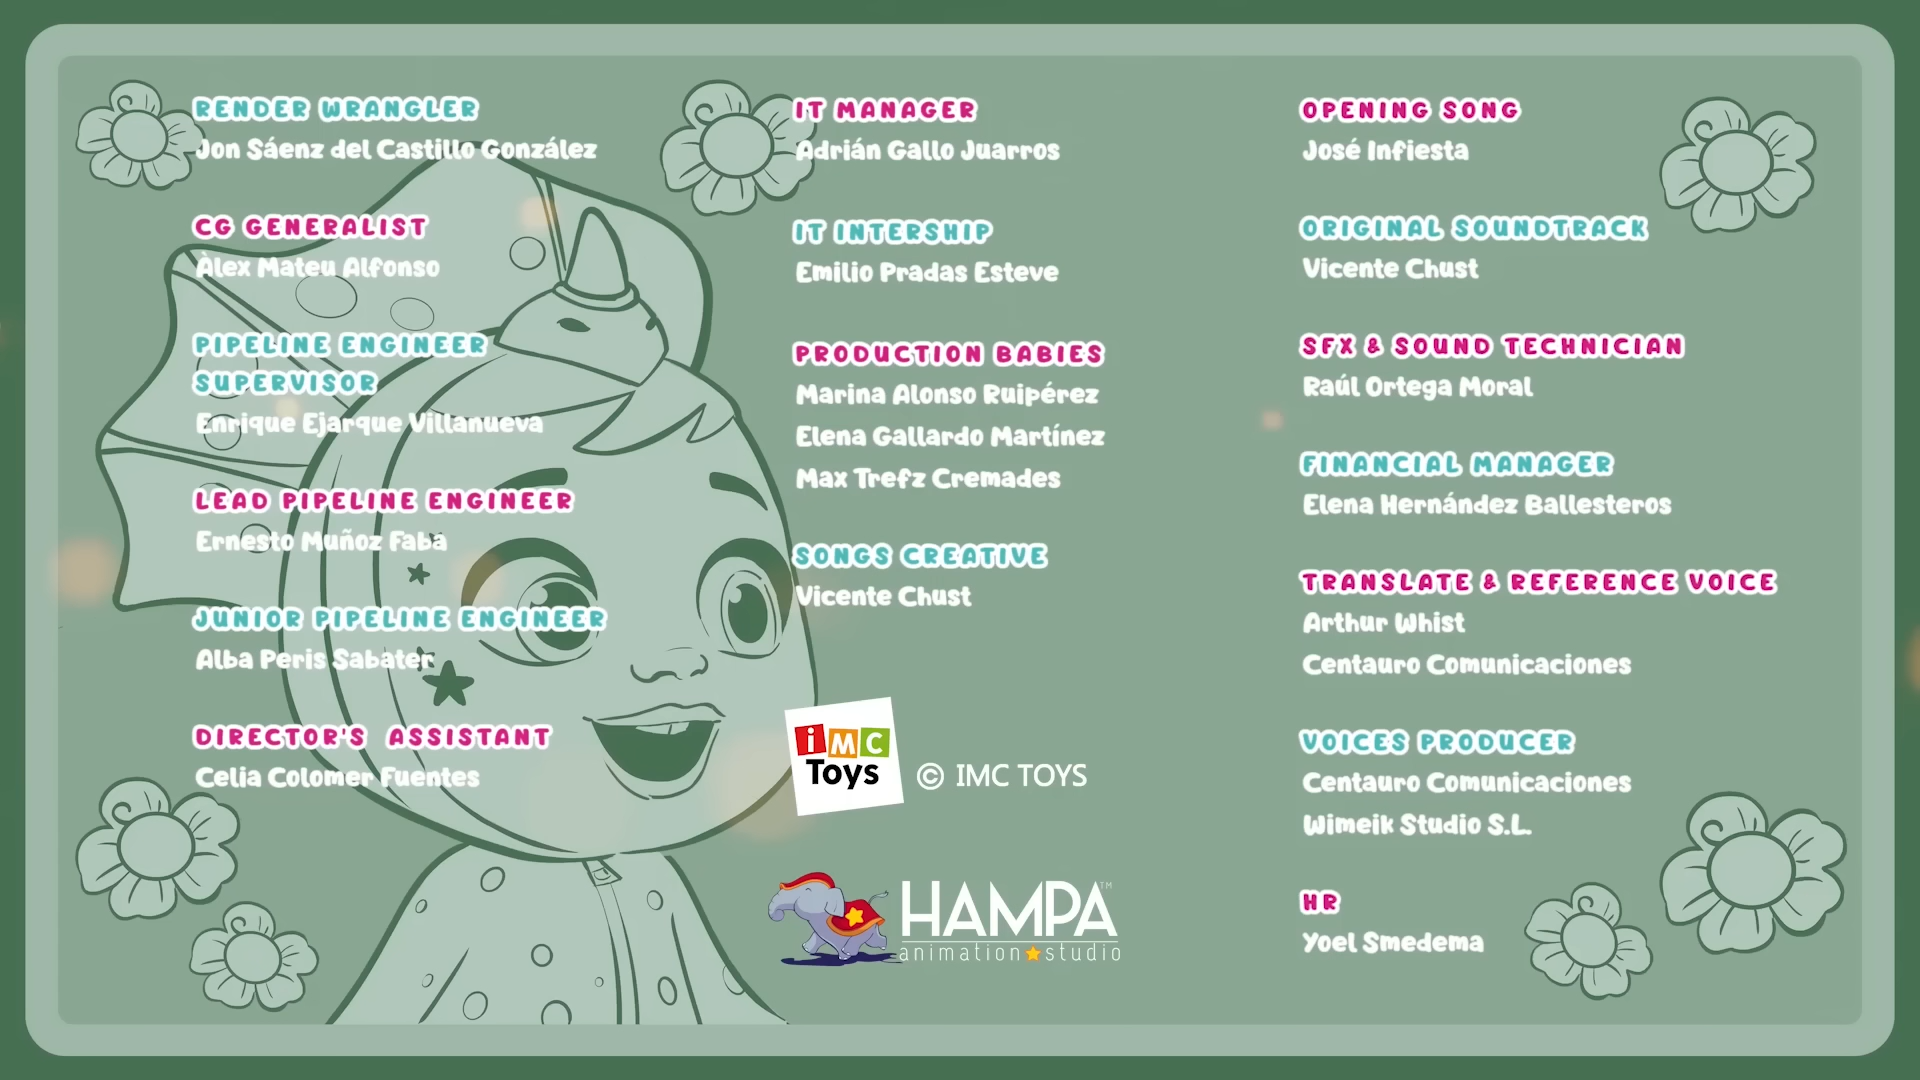 RENDER WRANGLER
Jon Sáenz del Castillo González
CG GENERALIST
Àlex Mateu Alfonso
PIPELINE ENGINEER
SUPERVISOR
Enrique Ejarque Villanueva
LEAD PIPELINE ENGINEER
Ernesto Muñoz Faba
JUNIOR PIPELINE ENGINEER
Alba Peris Sabater
DIRECTOR'S ASSISTANT
Celia Colomer Fuentes
IT MANAGER
Adrián Gallo Juarros
IT INTERSHIP
Emilio Pradas Esteve
PRODUCTION BABIES
Marina Alonso Ruipérez
Elena Gallardo Martínez
Max Trefz Cremades
SONGS CREATIVE
Vicente Chust
iMC
Toys
© IMC TOYS
HAMPA™
animation studio
OPENING SONG
José Infiesta
ORIGINAL SOUNDTRACK
Vicente Chust
SFX & SOUND TECHNICIAN
Raúl Ortega Moral
FINANCIAL MANAGER
Elena Hernández Ballesteros
TRANSLATE & REFERENCE VOICE
Arthur Whist
Centauro Comunicaciones
VOICES PRODUCER
Centauro Comunicaciones
Wimeik Studio S.L.
HR
Yoel Smedema